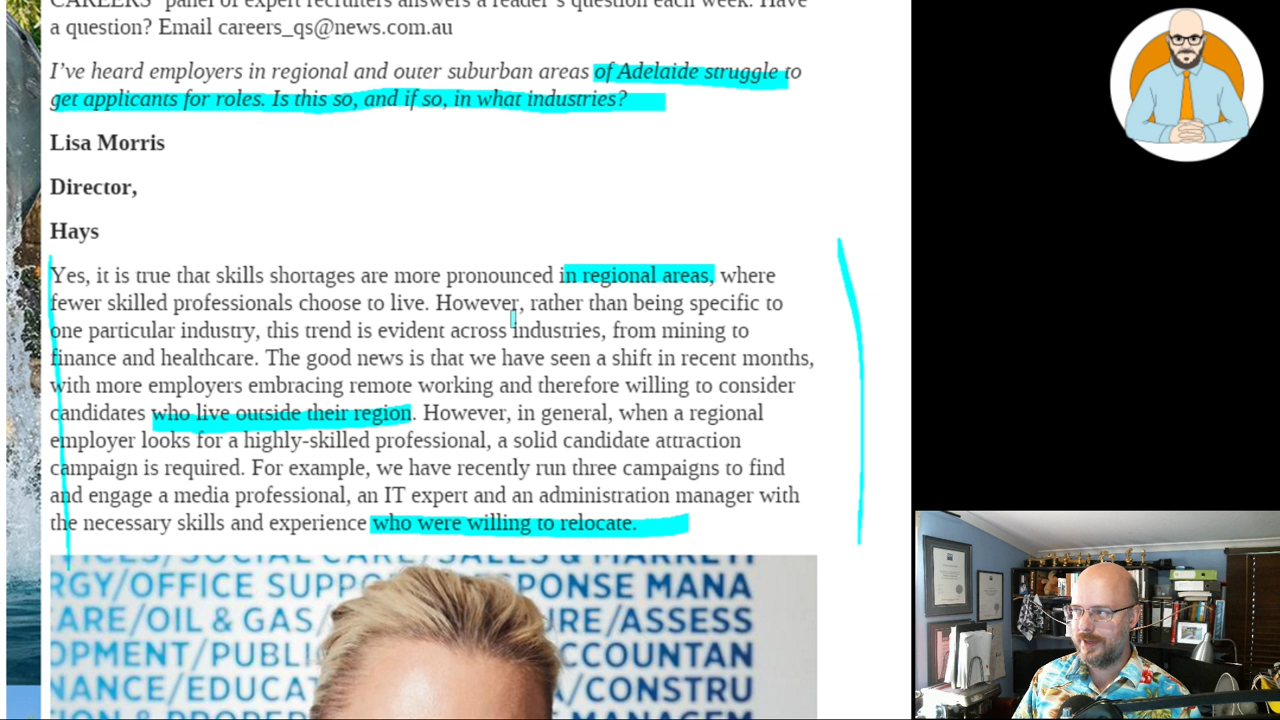 CAREERS' panel of expert recruiters answers a reader's question each week. Have
a question? Email careers_qs@news.com.au
I've heard employers in regional and outer suburban areas of Adelaide struggle to
get applicants for roles. Is this so, and if so, in what industries?
Lisa Morris
Director,
Hays
Yes, it is true that skills shortages are more pronounced in regional areas, where
fewer skilled professionals choose to live. However, rather than being specific to
one particular industry, this trend is evident across industries, from mining to
finance and healthcare. The good news is that we have seen a shift in recent months,
with more employers embracing remote working and therefore willing to consider
candidates who live outside their region. However, in general, when a regional
employer looks for a highly-skilled professional, a solid candidate attraction
campaign is required. For example, we have recently run three campaigns to find
and engage a media professional, an IT expert and an administration manager with
the necessary skills and experience who were willing to relocate.
/SOCIAL CARE/SALES & MARKETI
RGY/OFFICE SUPPO SPONSE MANA
CARE/OIL & GAS/ URE/ASSESS
OPMENT/PUBLI CCOUNTAN
NANCE/EDUCAT A/CONSTRU
ION & PROPER MANAGEM